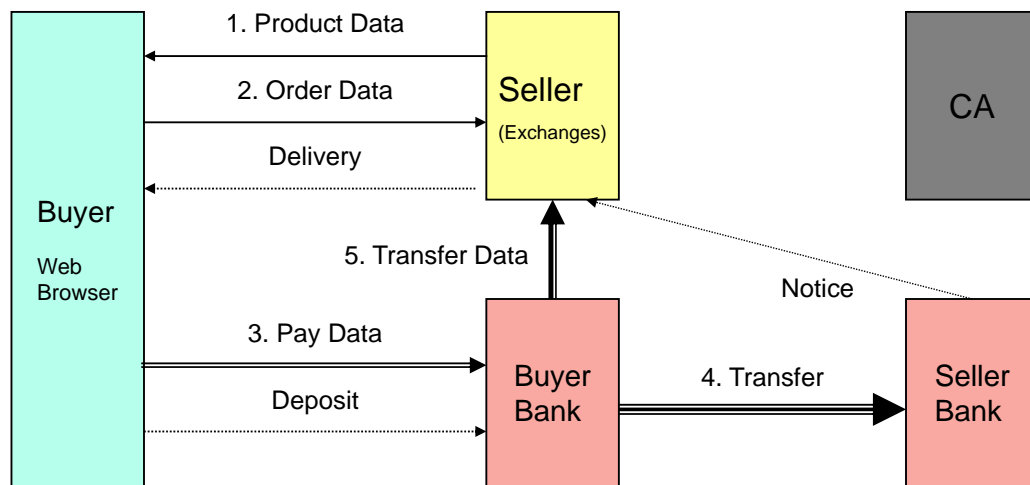 1. Product Data
2. Order Data
Delivery
Seller
(Exchanges)
CA
Buyer
Web
Browser
5. Transfer Data
Notice
3. Pay Data
Deposit
Buyer
Bank
4. Transfer
Seller
Bank